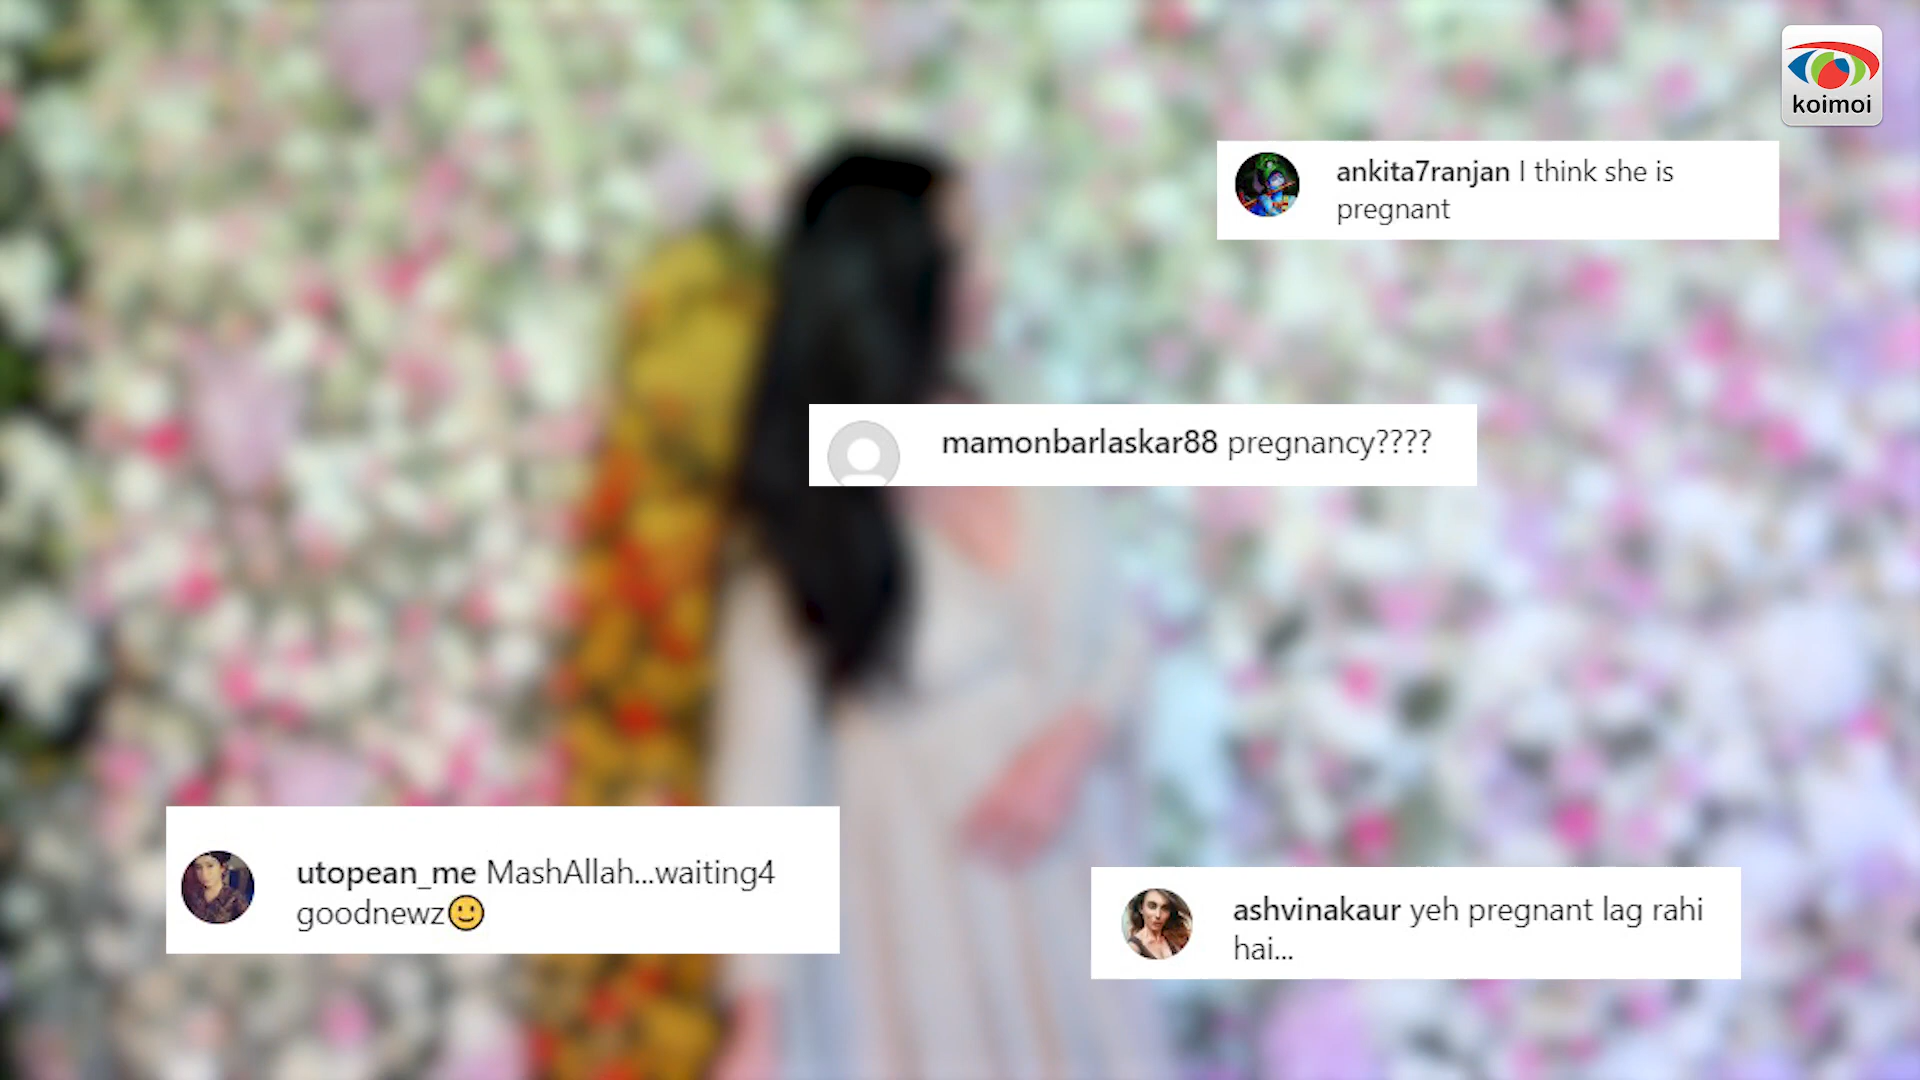 koimoi
ankita7ranjan I think she is
pregnant
mamonbarlaskar88 pregnancy????
utopean_me MashAllah...waiting4
goodnewz🙂
ashvinakaur yeh pregnant lag rahi
hai...